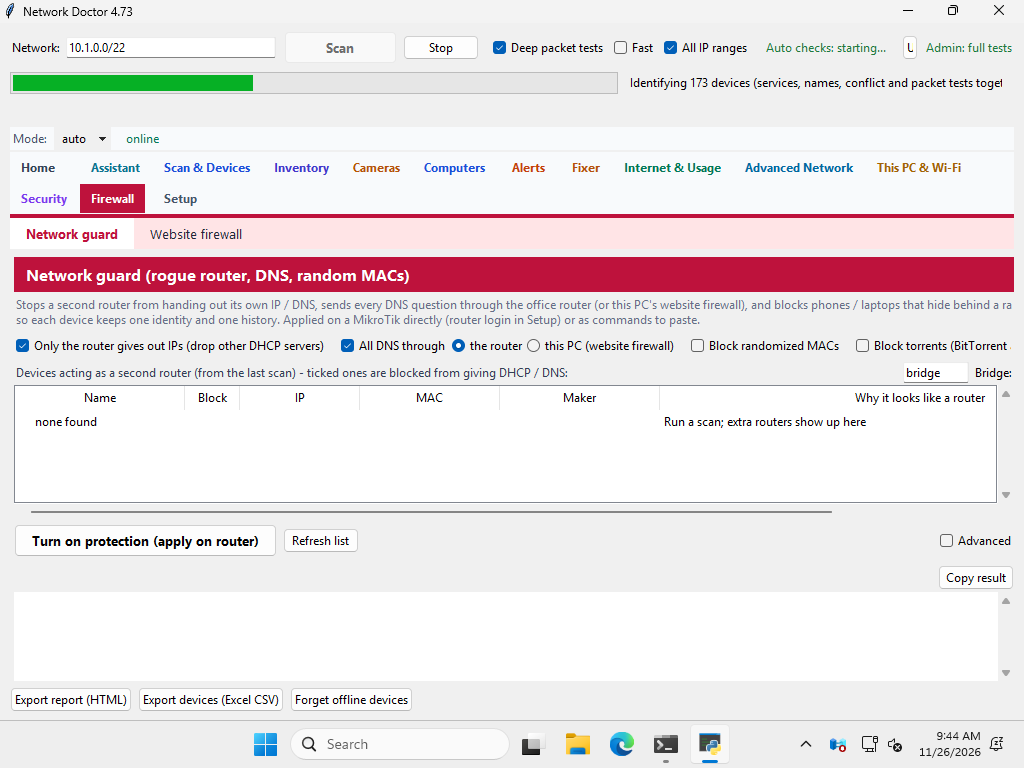 Network Doctor 4.73
Network: 10.1.0.0/22 Scan Stop Deep packet tests Fast All IP ranges Auto checks: starting... Admin: full tests
Identifying 173 devices (services, names, conflict and packet tests toget
Mode: auto online
Home Assistant Scan & Devices Inventory Cameras Computers Alerts Fixer Internet & Usage Advanced Network This PC & Wi-Fi
Security Firewall Setup
Network guard Website firewall
Network guard (rogue router, DNS, random MACs)
Stops a second router from handing out its own IP / DNS, sends every DNS question through the office router (or this PC's website firewall), and blocks phones / laptops that hide behind a ra
so each device keeps one identity and one history. Applied on a MikroTik directly (router login in Setup) or as commands to paste.
Only the router gives out IPs (drop other DHCP servers) All DNS through the router this PC (website firewall) Block randomized MACs Block torrents (BitTorrent
Devices acting as a second router (from the last scan) - ticked ones are blocked from giving DHCP / DNS: bridge Bridge:
Name Block IP MAC Maker Why it looks like a router
none found Run a scan; extra routers show up here
Turn on protection (apply on router) Refresh list Advanced
Copy result
Export report (HTML) Export devices (Excel CSV) Forget offline devices
Search
9:44 AM
11/26/2026